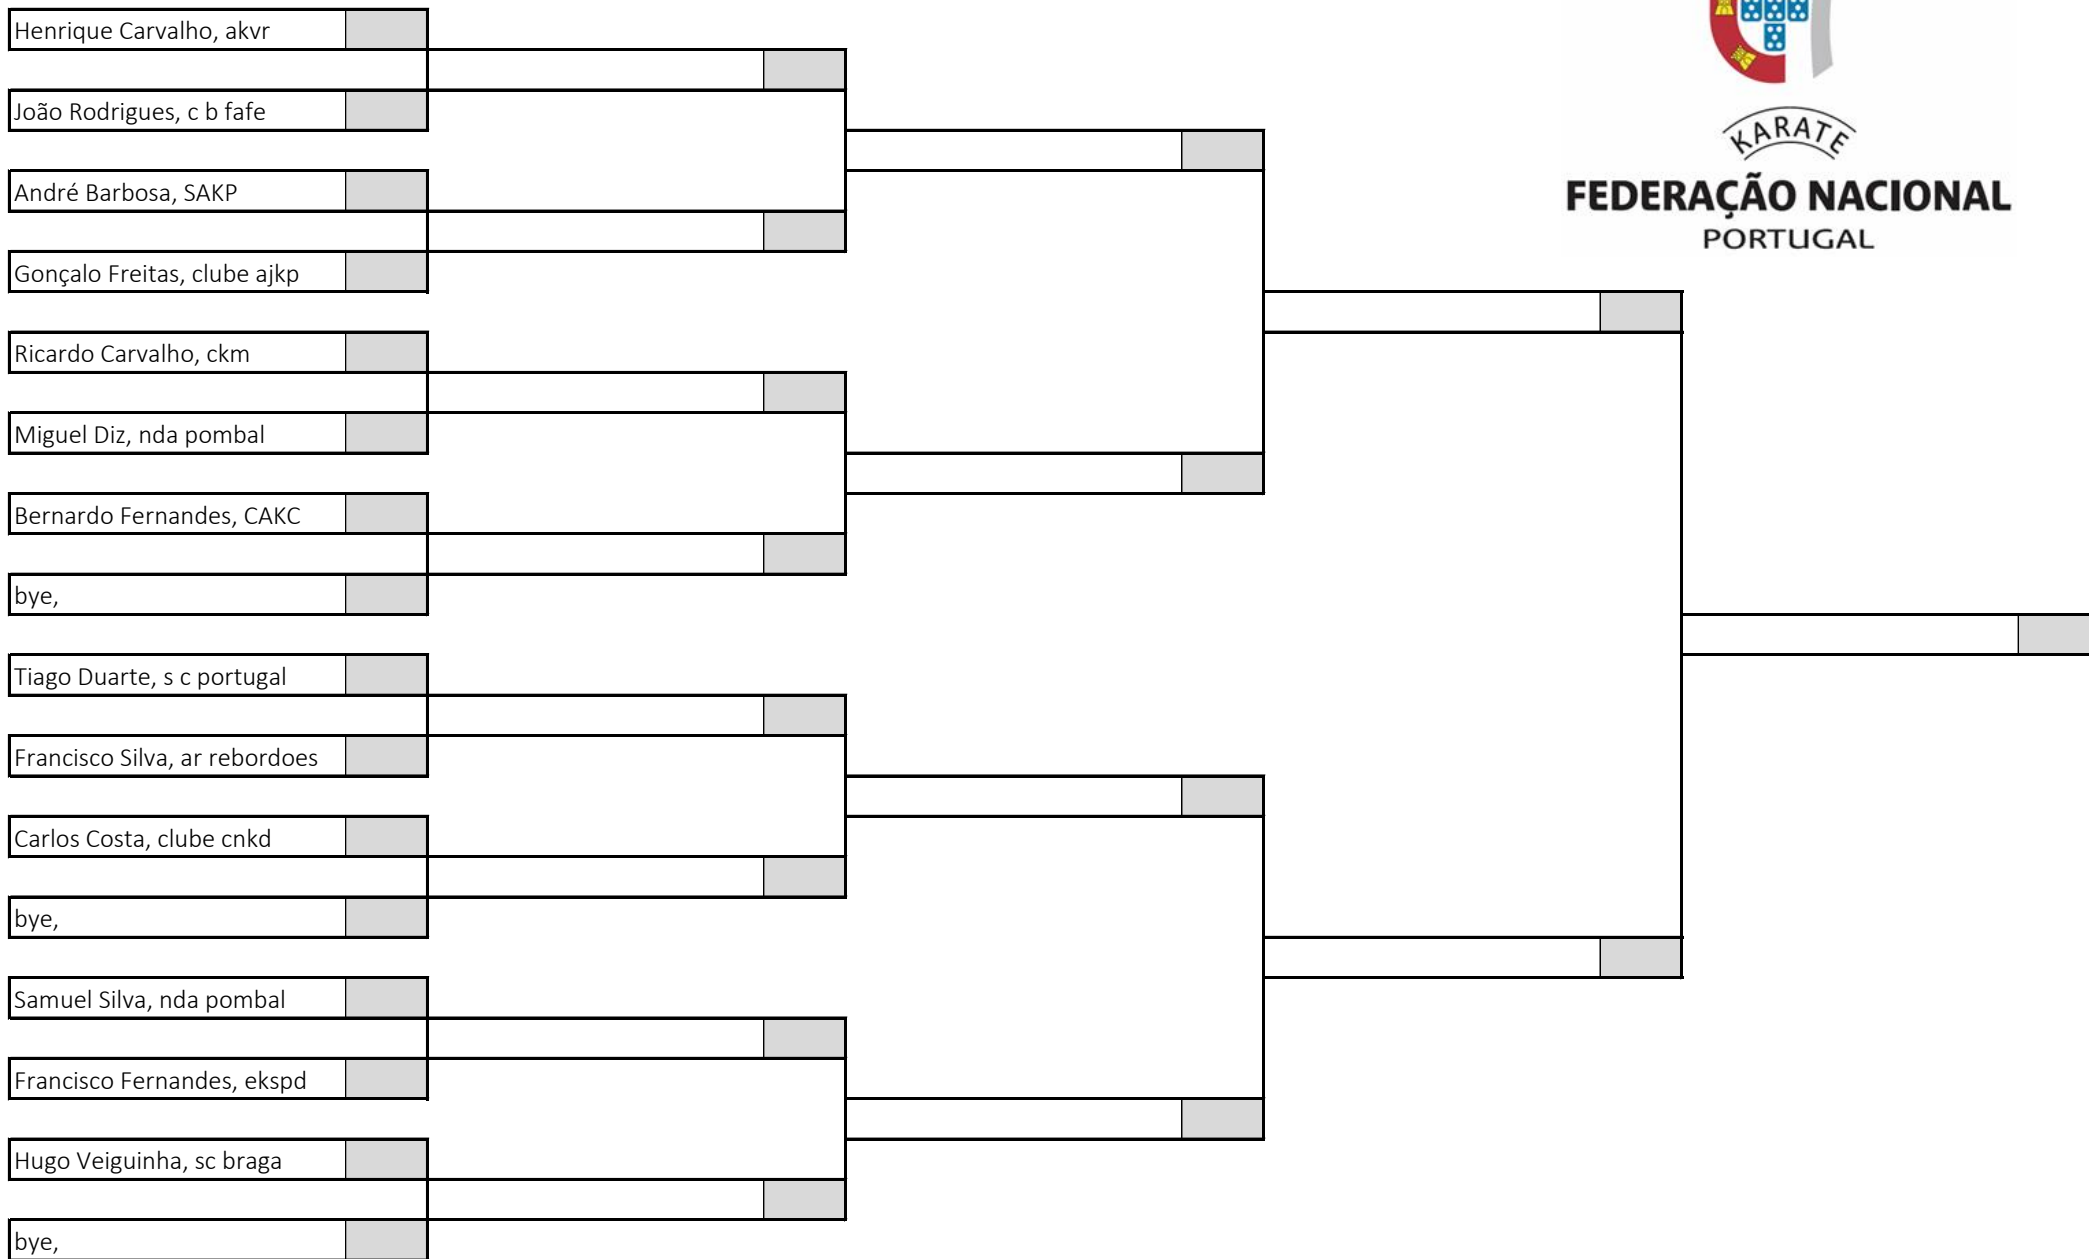 Henrique Carvalho, akvr
João Rodrigues, c b fafe
KARATE
André Barbosa, SAKP
FEDERAÇÃO NACIONAL
PORTUGAL
Gonçalo Freitas, clube ajkp
Ricardo Carvalho, ckm
Miguel Diz, nda pombal
Bernardo Fernandes, CAKC
bye,
Tiago Duarte, s c portugal
Francisco Silva, ar rebordoes
Carlos Costa, clube cnkd
bye,
Samuel Silva, nda pombal
Francisco Fernandes, ekspd
Hugo Veiguinha, sc braga
bye,